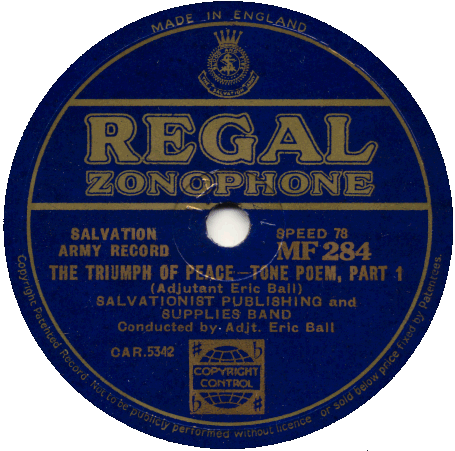 MADE IN ENGLAND
REGAL
ZONOPHONE
SALVATION
ARMY RECORD
SPEED 78
MF 284
THE TRIUMPH OF PEACE—TONE POEM, PART 1
(Adjutant Eric Ball)
SALVATIONIST PUBLISHING and
SUPPLIES BAND
Conducted by Adjt. Eric Ball
CAR.5342
COPYRIGHT
CONTROL
Copyright Patented Record Not to be publicly performed without licence or sold below price fixed by Patentees.